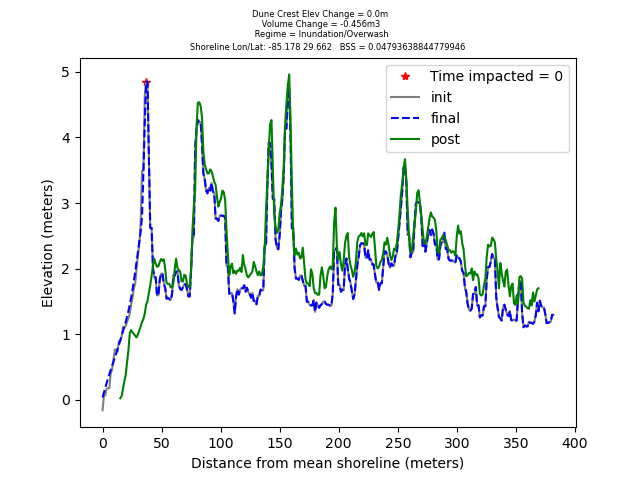 Dune Crest Elev Change = 0.0m
Volume Change = -0.456m3
Regime = Inundation/Overwash
Shoreline Lon/Lat: -85.178 29.662   BSS = 0.04793638844779946
Time impacted = 0
init
final
post
Elevation (meters)
5
4
3
2
1
0
0 50 100 150 200 250 300 350 400
Distance from mean shoreline (meters)